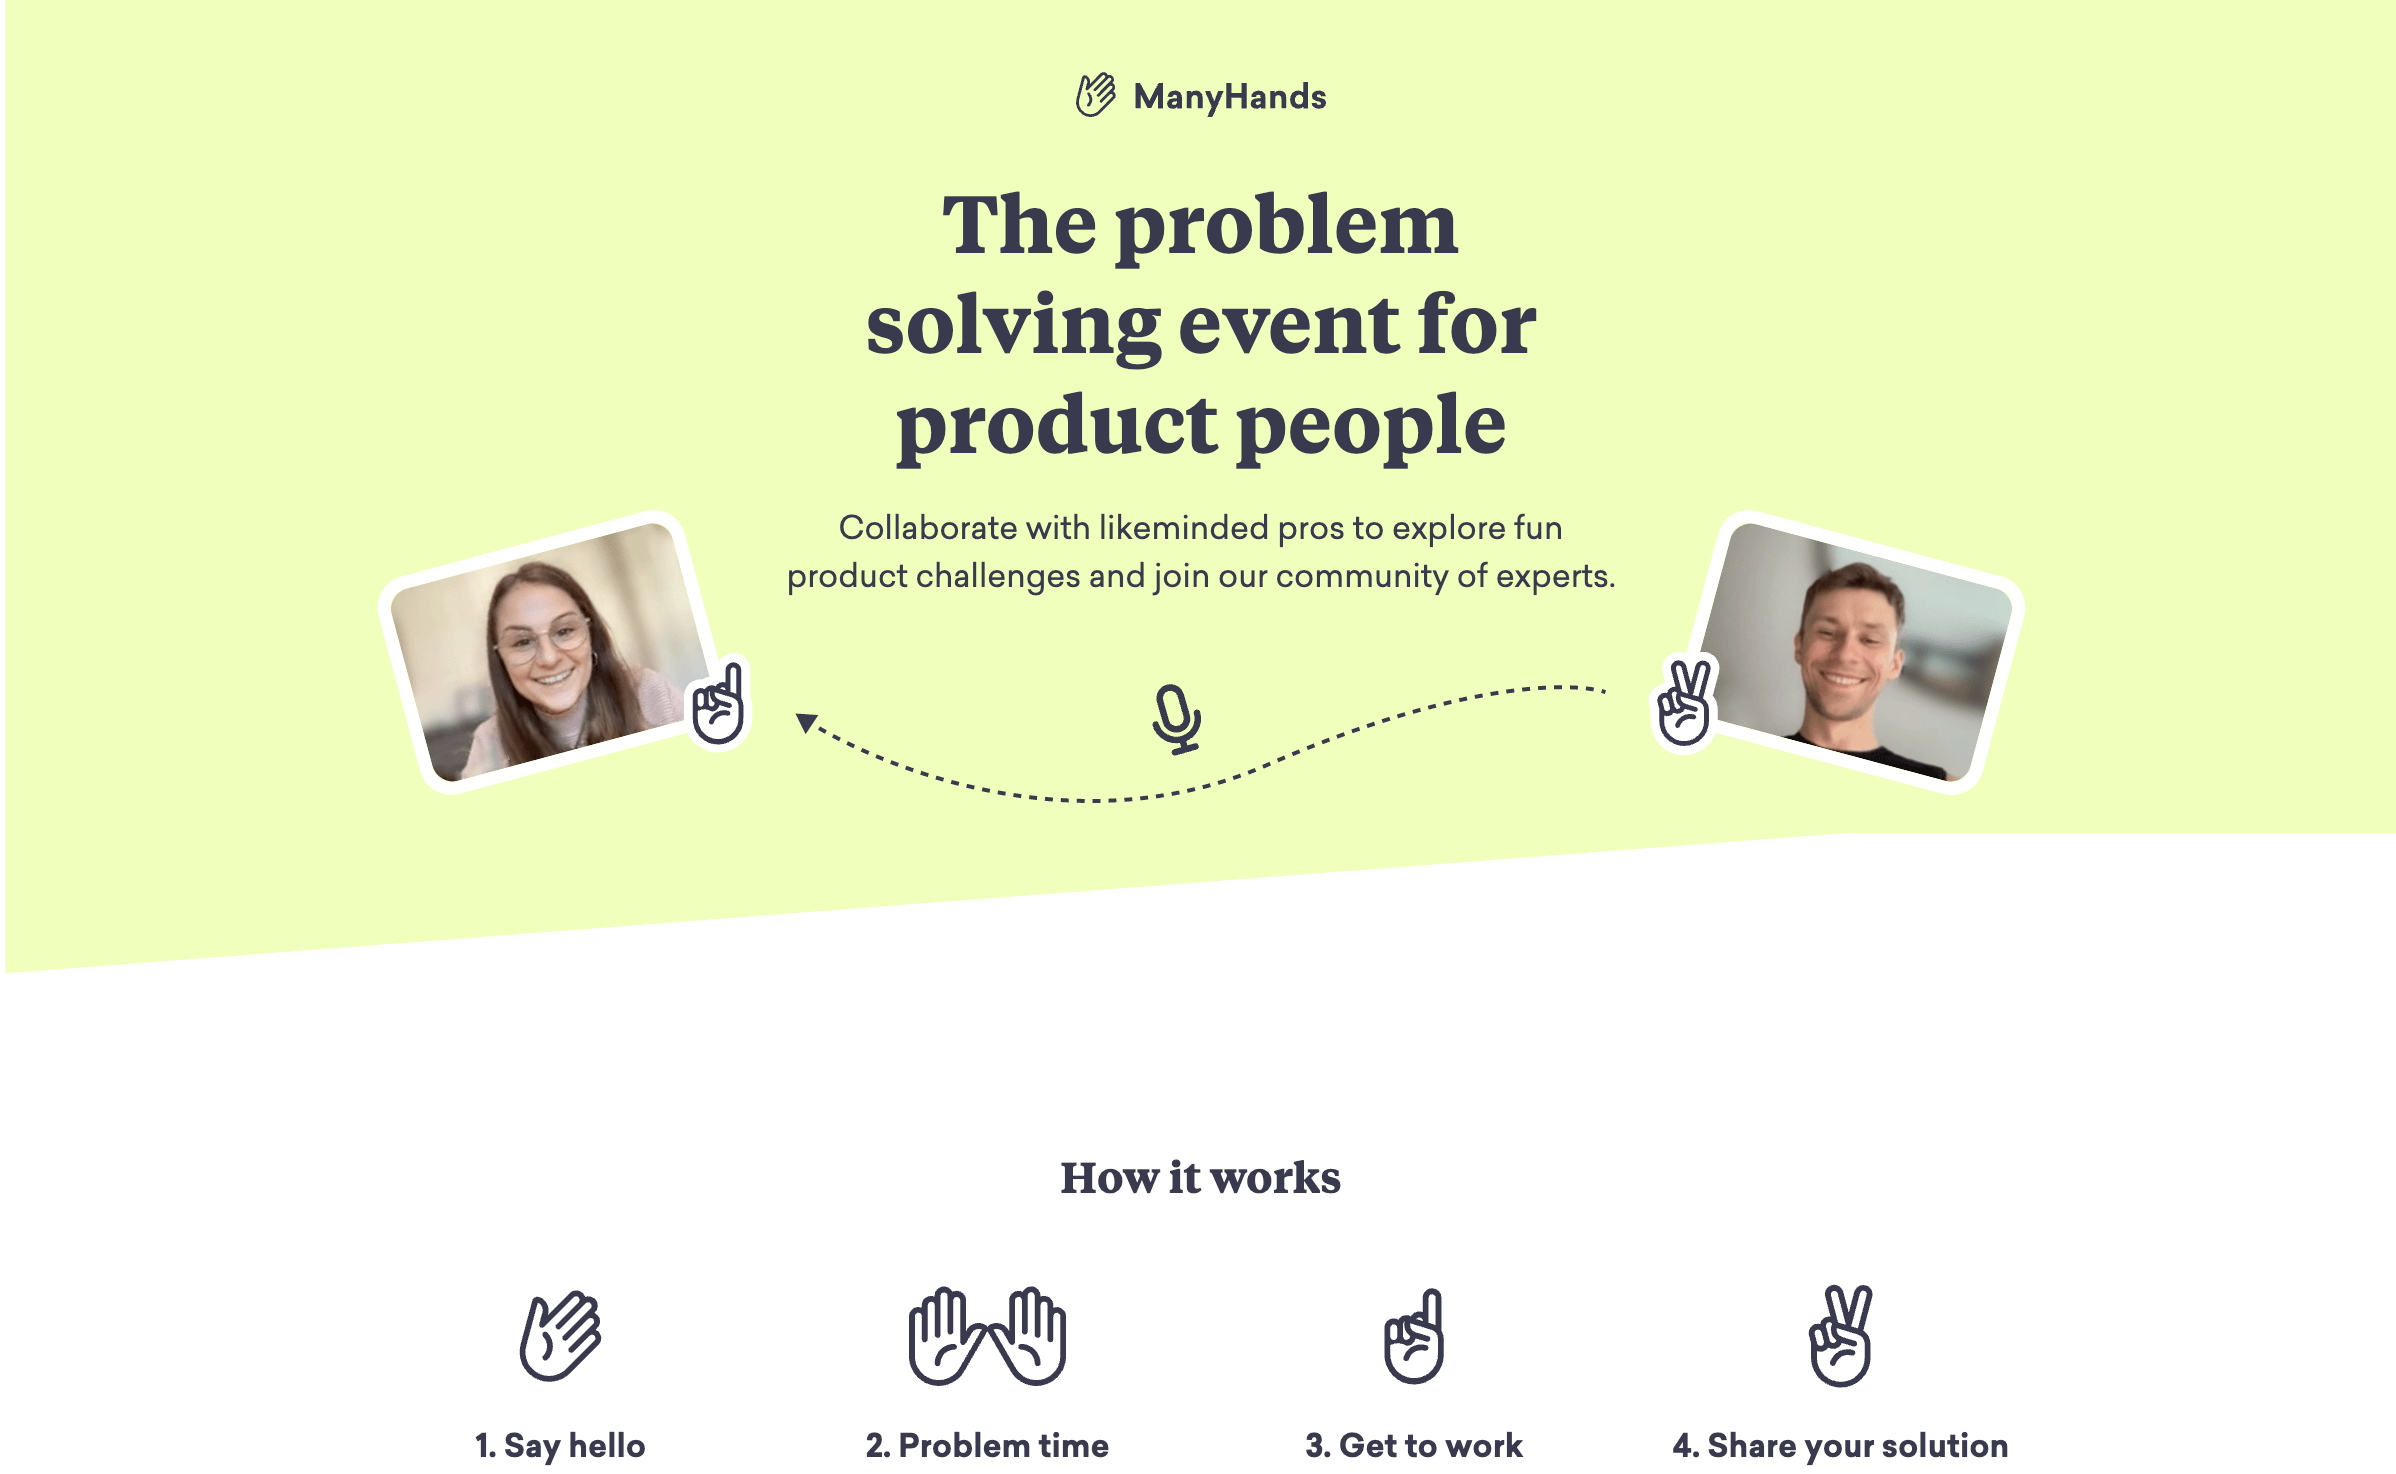 ManyHands
The problem
solving event for
product people
Collaborate with likeminded pros to explore fun
product challenges and join our community of experts.
How it works
1. Say hello
2. Problem time
3. Get to work
4. Share your solution